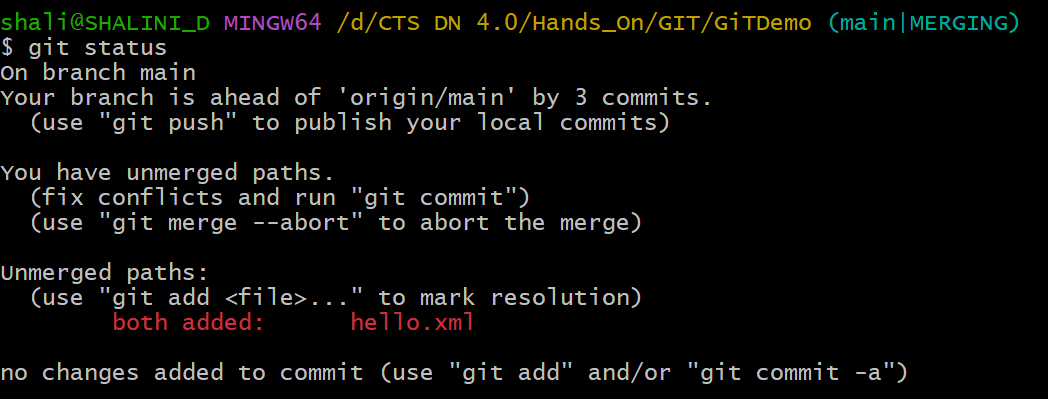 shali@SHALINI_D MINGW64 /d/CTS DN 4.0/Hands_On/GIT/GiTDemo (main|MERGING)
$ git status
On branch main
Your branch is ahead of 'origin/main' by 3 commits.
  (use "git push" to publish your local commits)

You have unmerged paths.
  (fix conflicts and run "git commit")
  (use "git merge --abort" to abort the merge)

Unmerged paths:
  (use "git add <file>..." to mark resolution)
        both added:      hello.xml

no changes added to commit (use "git add" and/or "git commit -a")